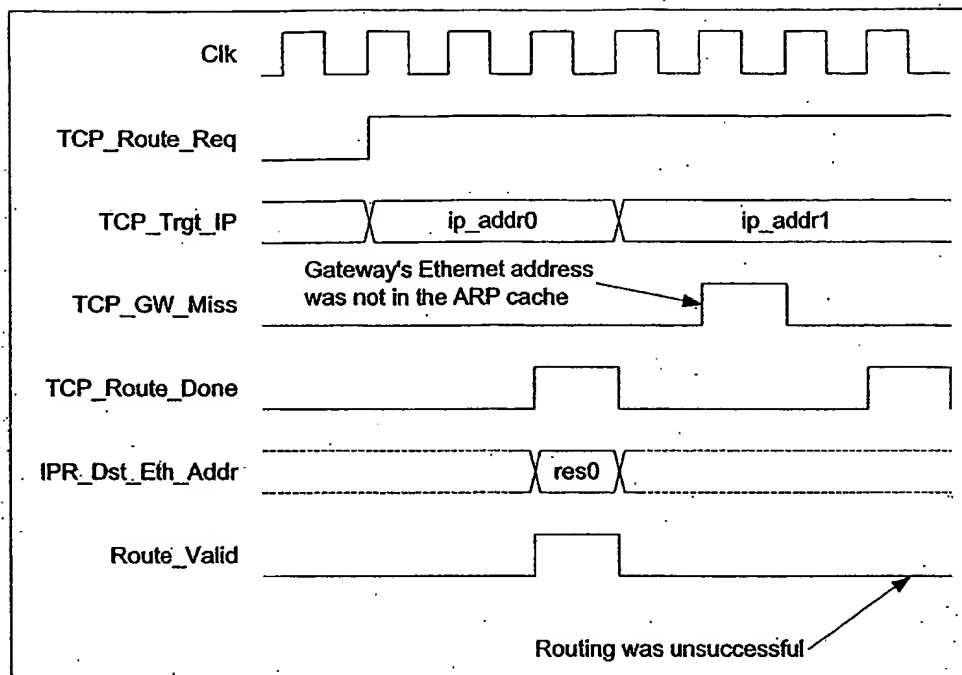 Clk
TCP_Route_Req
TCP_Trgt_IP
ip_addr0
ip_addr1
Gateway's Ethernet address
was not in the ARP cache
TCP_GW_Miss
TCP_Route_Done
IPR_Dst_Eth_Addr
res0
Route_Valid
Routing was unsuccessful